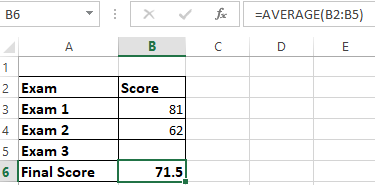 B6 fx =AVERAGE(B2:B5)
A B C D E
1
2 Exam Score
3 Exam 1 81
4 Exam 2 62
5 Exam 3
6 Final Score 71.5